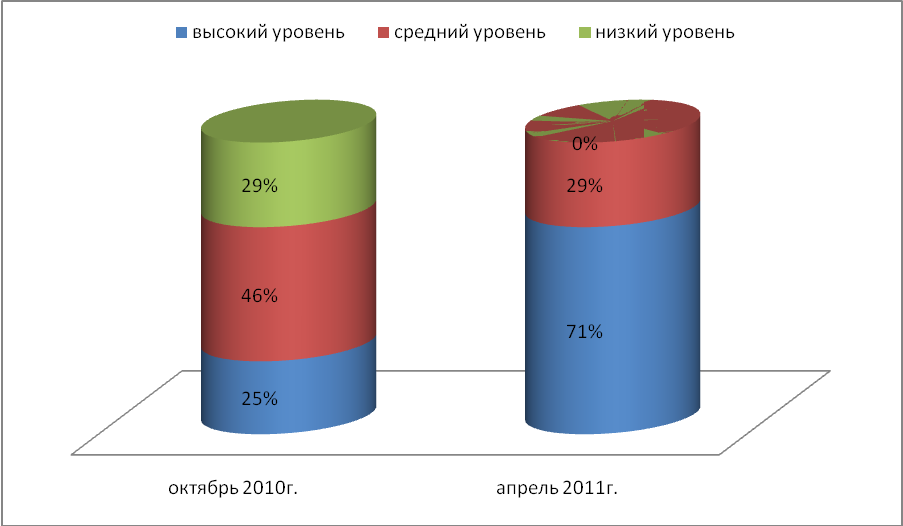 высокий уровень средний уровень низкий уровень
0%
29% 29%
46%
71%
25%
октябрь 2010г. апрель 2011г.